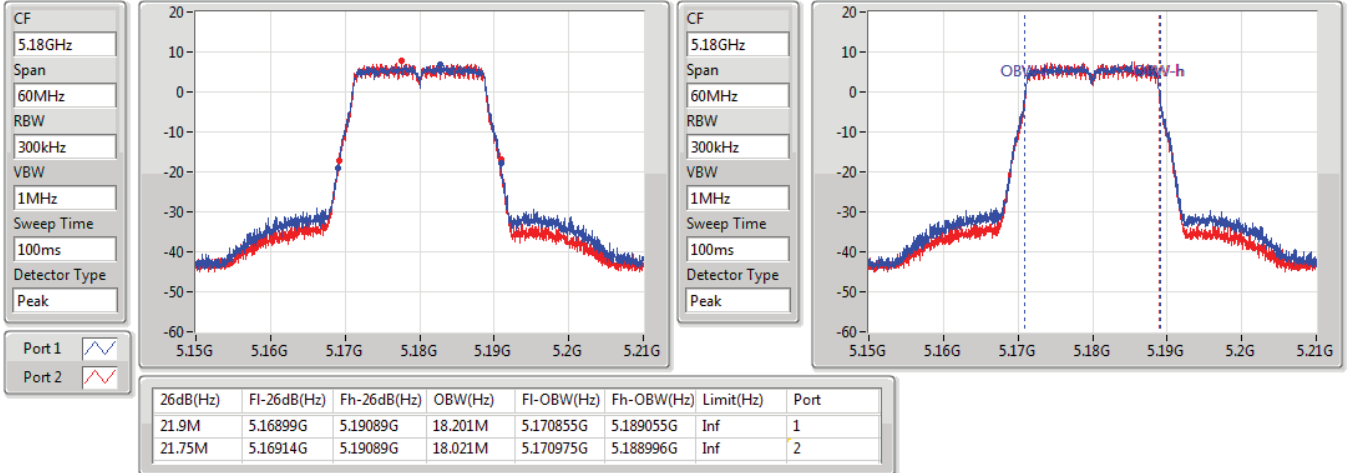 CF
5.18GHz
Span
60MHz
RBW
300kHz
VBW
1MHz
Sweep Time
100ms
Detector Type
Peak
Port 1
Port 2
20
10
0
-10
-20
-30
-40
-50
-60
5.15G 5.16G 5.17G 5.18G 5.19G 5.2G 5.21G
CF
5.18GHz
Span
60MHz
RBW
300kHz
VBW
1MHz
Sweep Time
100ms
Detector Type
Peak
20
10
0
-10
-20
-30
-40
-50
-60
5.15G 5.16G 5.17G 5.18G 5.19G 5.2G 5.21G
26dB(Hz) Fl-26dB(Hz) Fh-26dB(Hz) OBW(Hz) Fl-OBW(Hz) Fh-OBW(Hz) Limit(Hz) Port
21.9M 5.16899G 5.19089G 18.201M 5.170855G 5.189055G Inf 1
21.75M 5.16914G 5.19089G 18.021M 5.170975G 5.188996G Inf 2